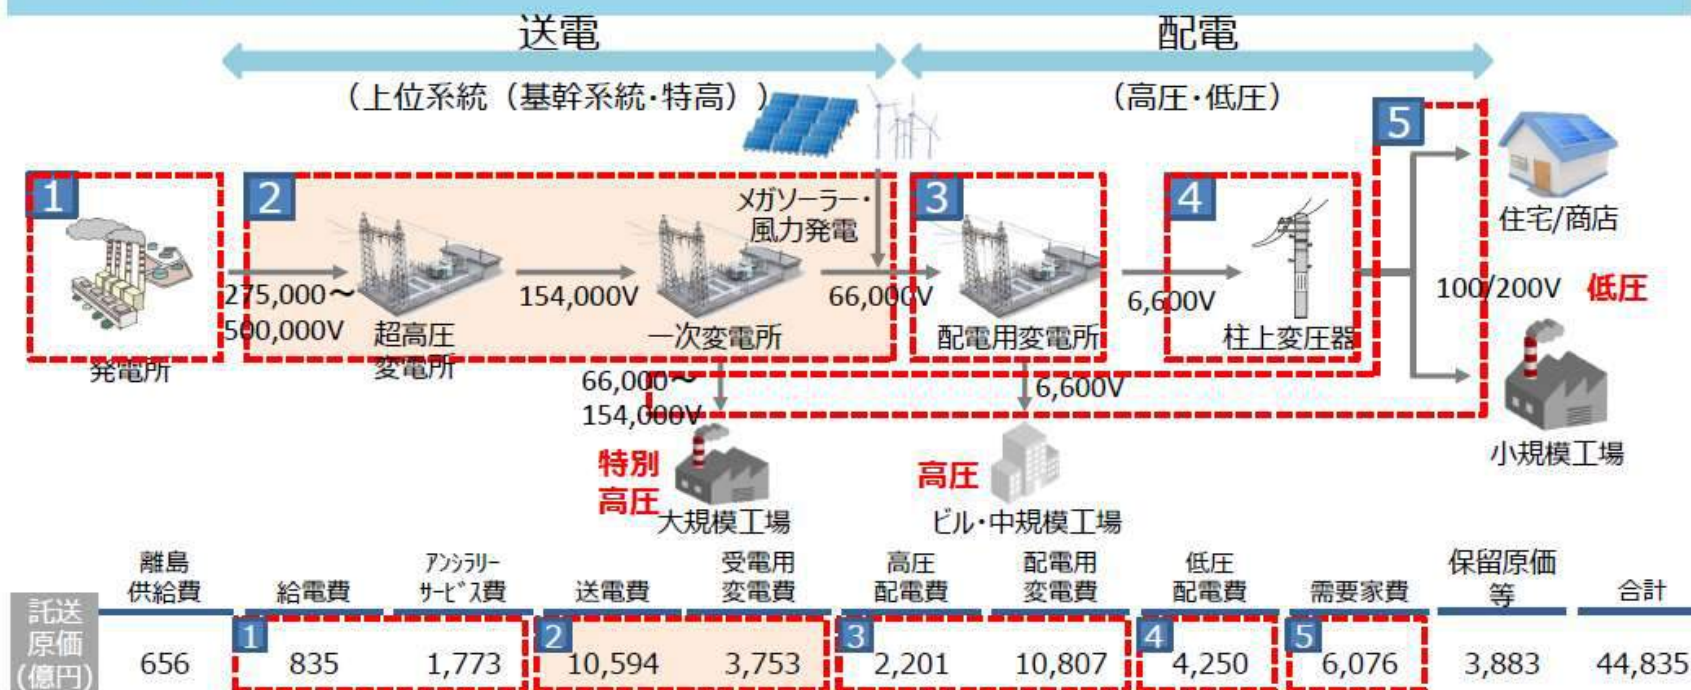 送電
配電
(上位系統(基幹系統・特高))
(高圧・低圧)
5
1
2
メガソーラー・
風力発電
3
4
住宅/商店
275,000~
500,000V
154,000V
66,000V
6,600V
100/200V 低圧
発電所
超高圧
変電所
一次変電所
配電用変電所
柱上変圧器
66,000~
154,000V
6,600V
小規模工場
特別
高圧
大規模工場
高圧
ビル・中規模工場
離島
供給費
給電費
アンシラリー
サービス費
送電費
受電用
変電費
高圧
配電費
配電用
変電費
低圧
配電費
需要家費
保留原価
等
合計
託送
原価
(億円)
656
1
835
1,773
2
10,594
3,753
3
2,201
10,807
4
4,250
5
6,076
3,883
44,835